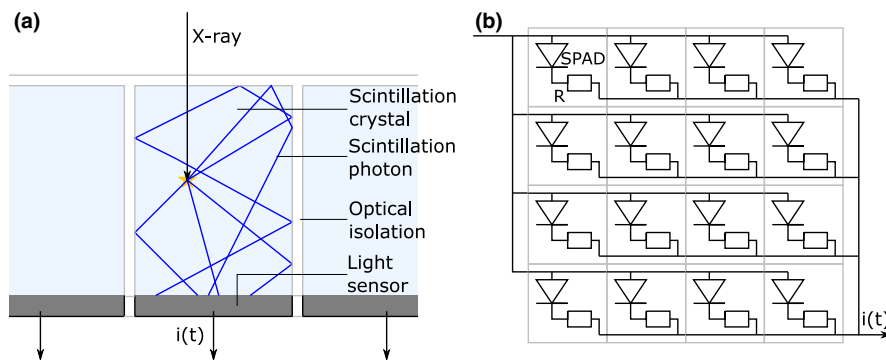 (a)
X-ray
Scintillation
crystal
Scintillation
photon
Optical
isolation
Light
sensor
i(t)
(b)
SPAD
R
i(t)